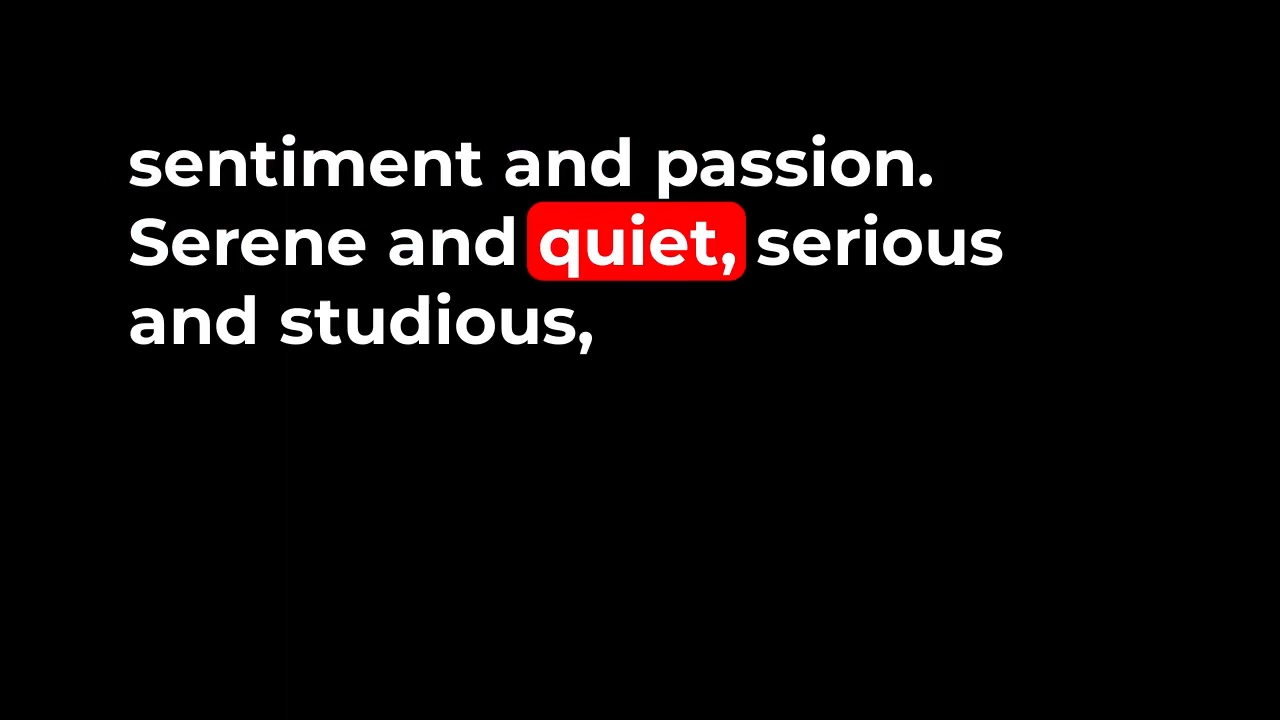 sentiment and passion.
Serene and quiet, serious
and studious,